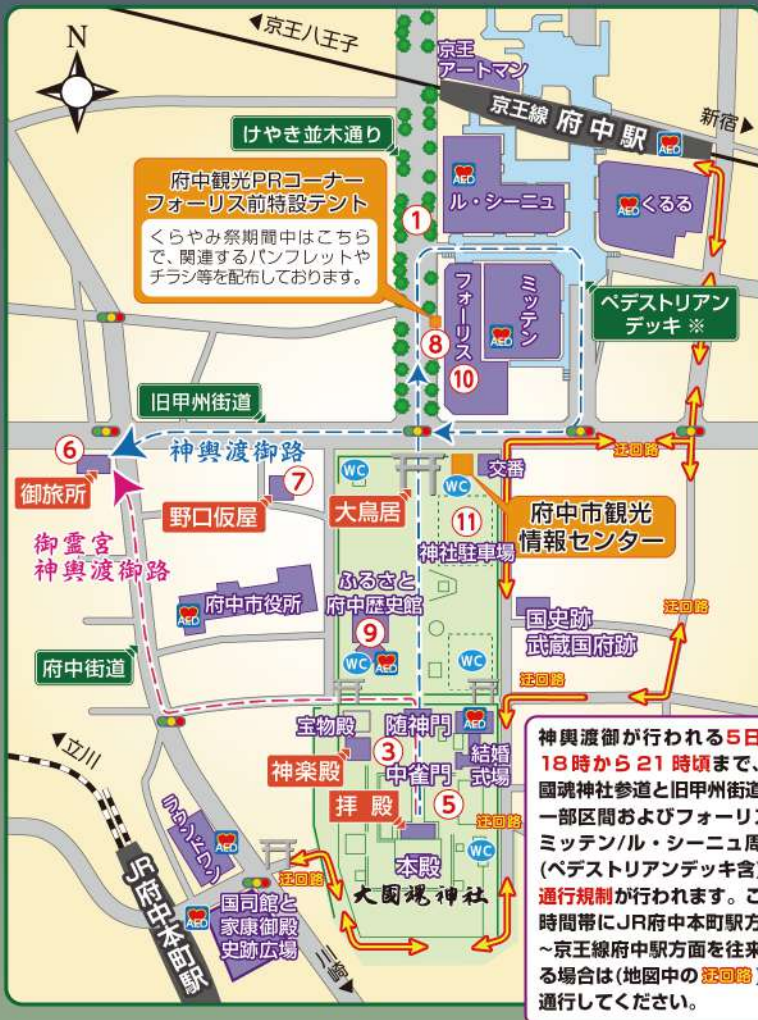 N
◀京王八王子
京王
アートマン
京王線 府中駅
AED
新宿▶
けやき並木通り
府中観光PRコーナー
フォーリス前特設テント
くらやみ祭期間中はこちら
で、関連するパンフレットや
チラシ等を配布しております。
①
AED
ル・シーニュ
AED くるる
フォーリス
ミッテン
AED
⑧
⑩
ペデストリアン
デッキ ※
旧甲州街道
⑥
神輿渡御路
御旅所
⑦
野口仮屋
WC
大鳥居
WC
交番
迂回路
⑪
神社駐車場
府中市観光
情報センター
御霊宮
神輿渡御路
府中市役所
AED
ふるさと
府中歴史館
⑨
WC
AED
WC
国史跡
武蔵国府跡
迂回路
迂回路
府中街道
宝物殿
随神門
AED
③
神楽殿
中雀門
結婚
式場
拝殿
⑤
迂回路
WC
本殿
大國魂神社
◀立川
ラウンドワン
AED
迂回路
JR府中本町駅
AED
国司館と
家康御殿
史跡広場
川崎▶
神輿渡御が行われる5日
18時から21時頃まで、
國魂神社参道と旧甲州街道
一部区間およびフォーリス
ミッテン/ル・シーニュ周
(ペデストリアンデッキ含)
通行規制が行われます。こ
時間帯にJR府中本町駅方
~京王線府中駅方面を往来
る場合は(地図中の 迂回路)
通行してください。